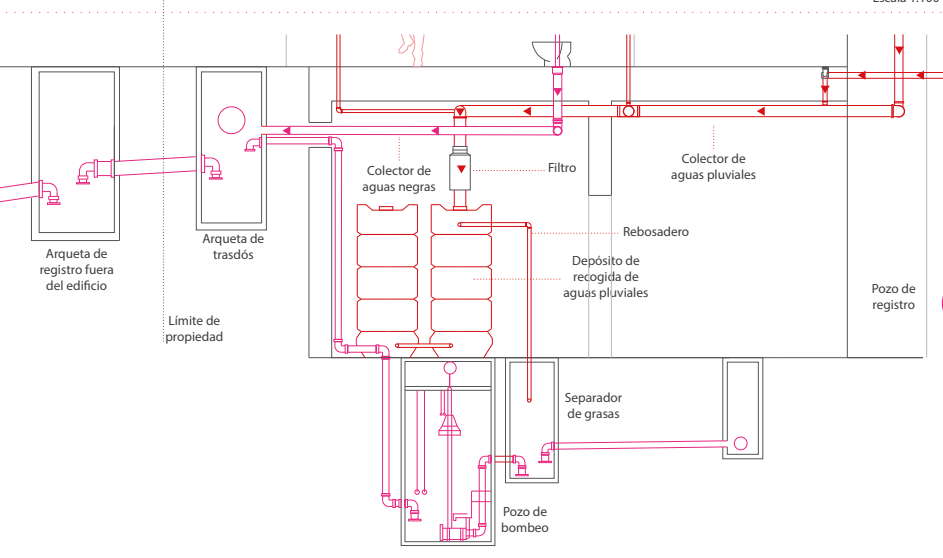 Colector de
aguas negras
Filtro
Colector de
aguas pluviales
Arqueta de
registro fuera
del edificio
Arqueta de
trasdós
Rebosadero
Depósito de
recogida de
aguas pluviales
Pozo de
registro
Límite de
propiedad
Separador
de grasas
Pozo de
bombeo